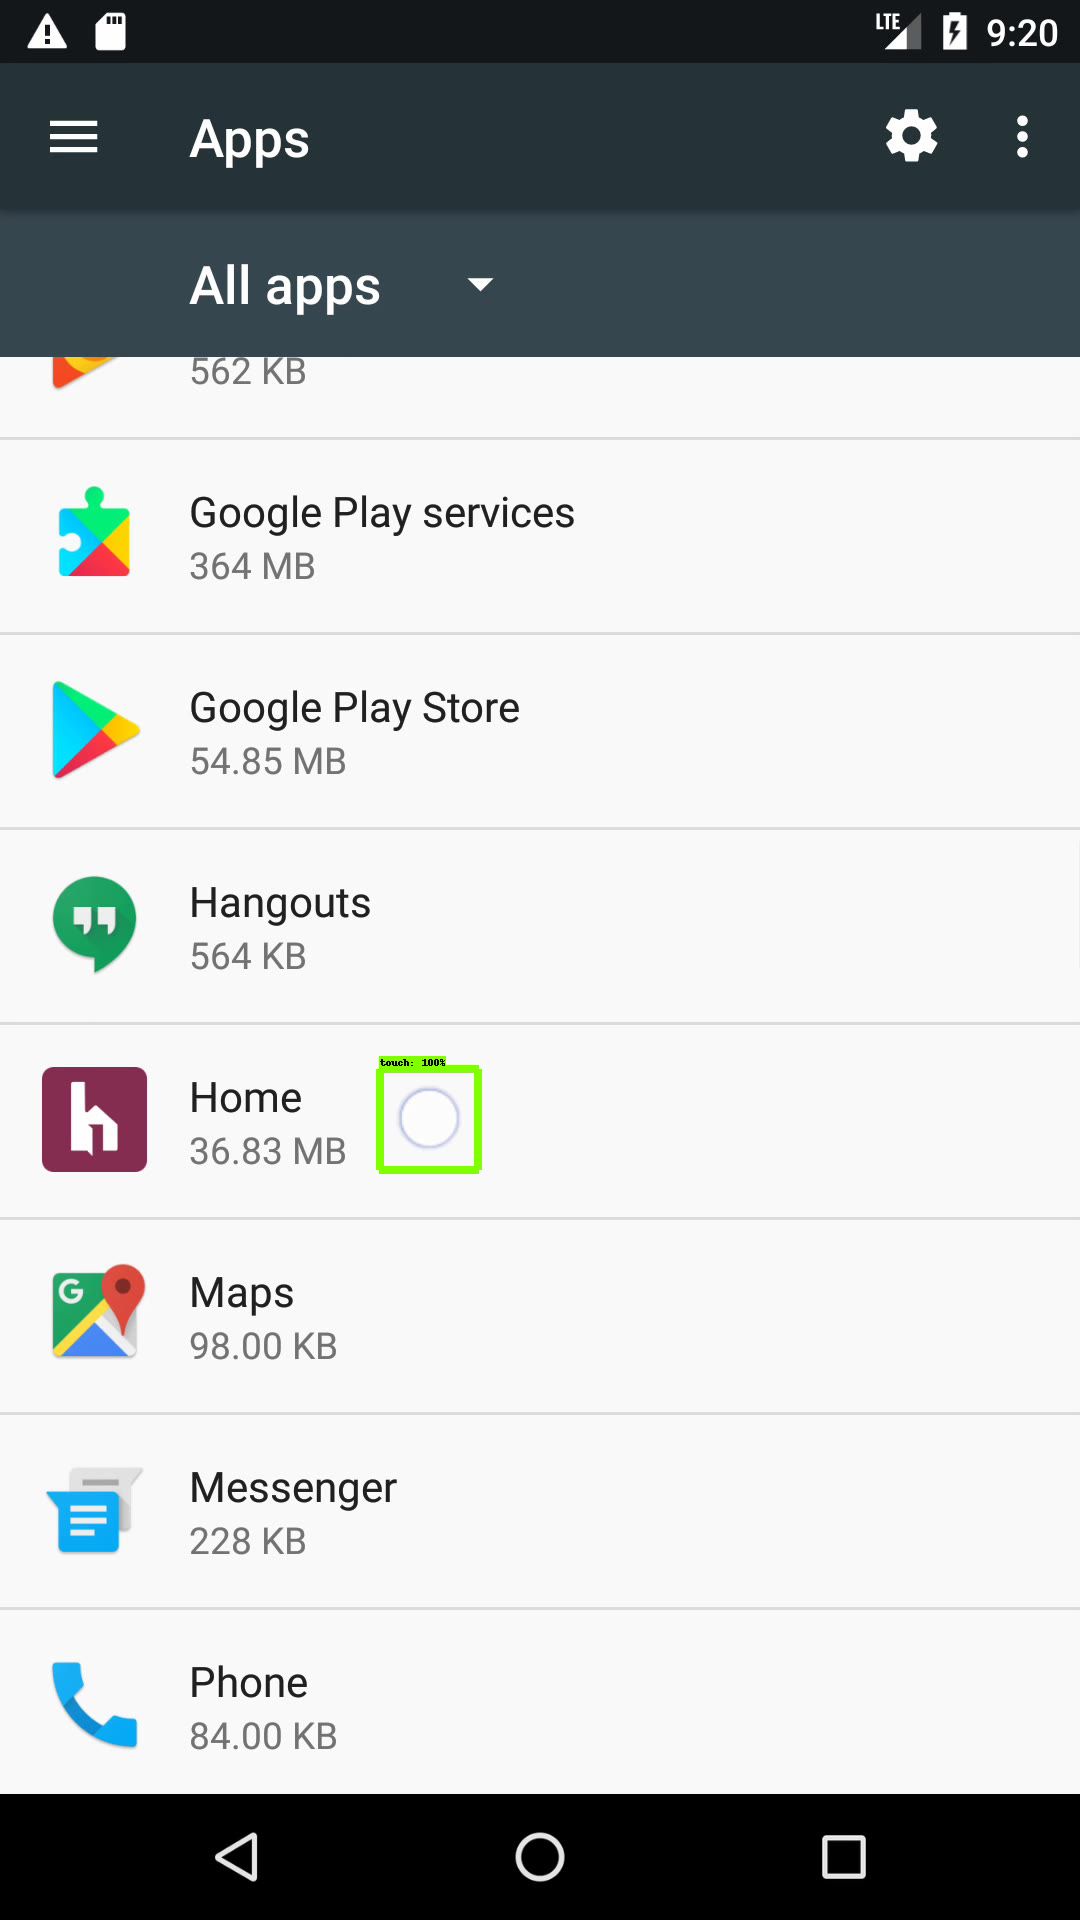 LTE 9:20
Apps
All apps
562 KB
Google Play services
364 MB
Google Play Store
54.85 MB
Hangouts
564 KB
touch: 100%
Home
36.83 MB
G
Maps
98.00 KB
Messenger
228 KB
Phone
84.00 KB